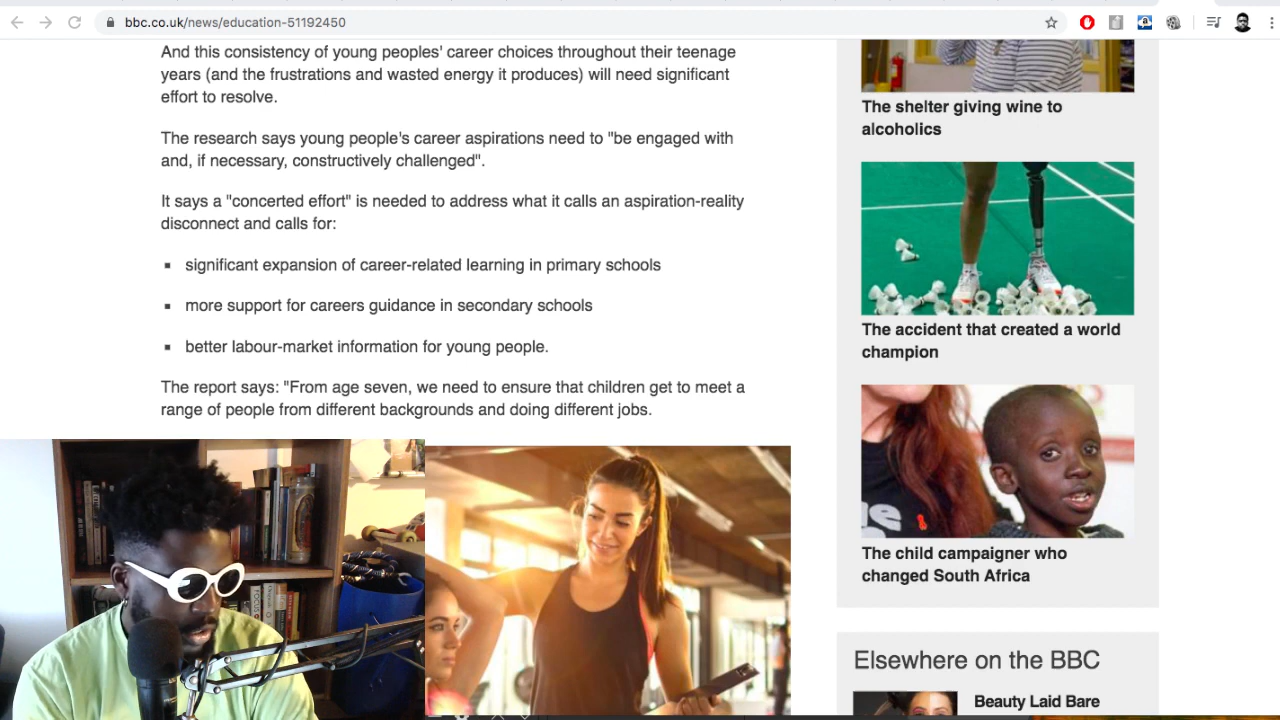 bbc.co.uk/news/education-51192450
And this consistency of young peoples' career choices throughout their teenage
years (and the frustrations and wasted energy it produces) will need significant
effort to resolve.
The research says young people's career aspirations need to "be engaged with
and, if necessary, constructively challenged".
It says a "concerted effort" is needed to address what it calls an aspiration-reality
disconnect and calls for:
significant expansion of career-related learning in primary schools
more support for careers guidance in secondary schools
better labour-market information for young people.
The report says: "From age seven, we need to ensure that children get to meet a
range of people from different backgrounds and doing different jobs.
The shelter giving wine to
alcoholics
The accident that created a world
champion
The child campaigner who
changed South Africa
Elsewhere on the BBC
Beauty Laid Bare